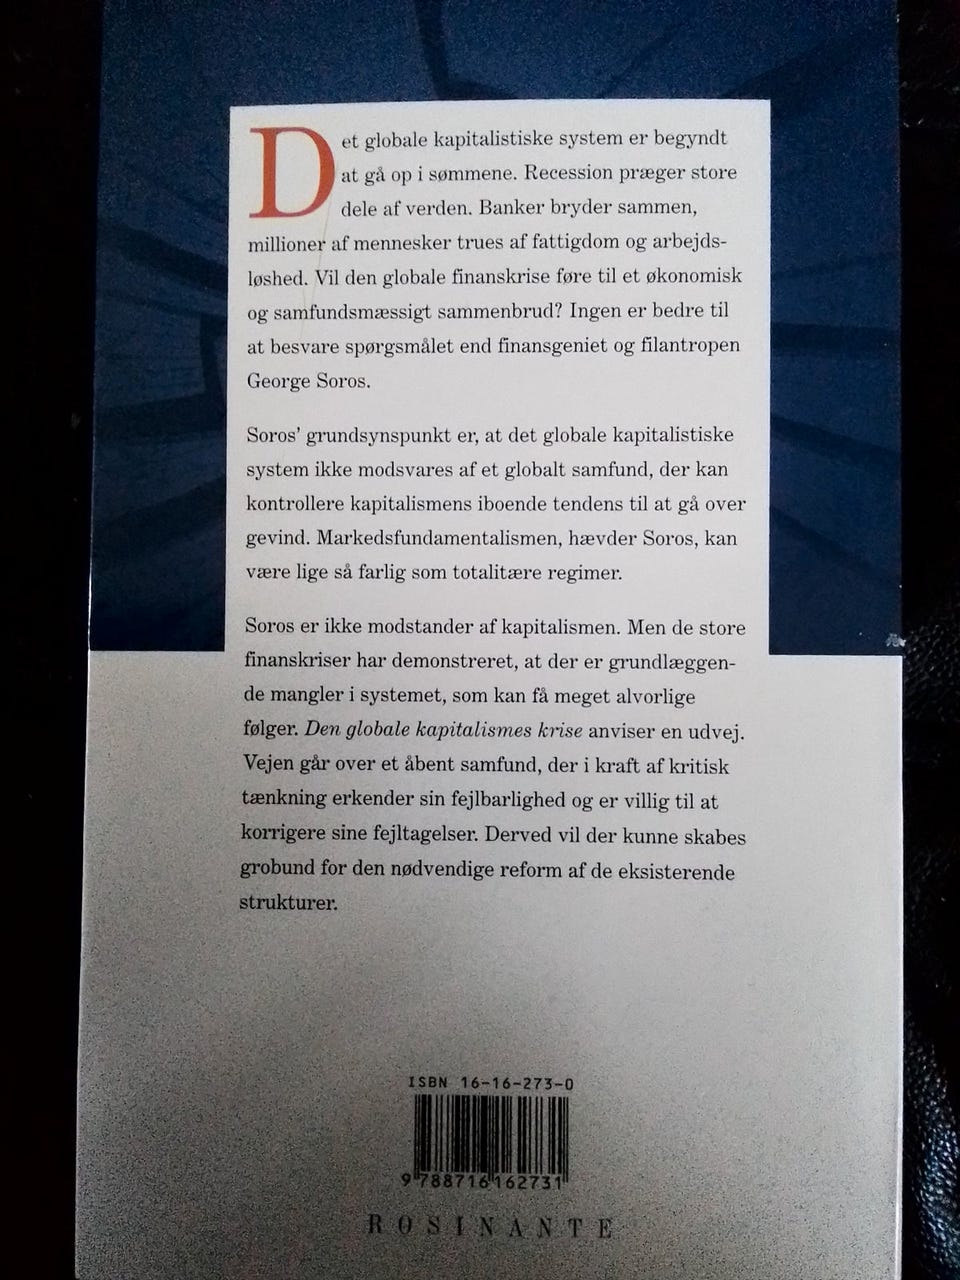 Det globale kapitalistiske system er begyndt
at gå op i sømmene. Recession præger store
dele af verden. Banker bryder sammen,
millioner af mennesker trues af fattigdom og arbejds-
løshed. Vil den globale finanskrise føre til et økonomisk
og samfundsmæssigt sammenbrud? Ingen er bedre til
at besvare spørgsmålet end finansgeniet og filantropen
George Soros.
Soros' grundsynspunkt er, at det globale kapitalistiske
system ikke modsvares af et globalt samfund, der kan
kontrollere kapitalismens iboende tendens til at gå over
gevind. Markedsfundamentalismen, hævder Soros, kan
være lige så farlig som totalitære regimer.
Soros er ikke modstander af kapitalismen. Men de store
finanskriser har demonstreret, at der er grundlæggen-
de mangler i systemet, som kan få meget alvorlige
følger. Den globale kapitalismes krise anviser en udvej.
Vejen går over et åbent samfund, der i kraft af kritisk
tænkning erkender sin fejlbarlighed og er villig til at
korrigere sine fejltagelser. Derved vil der kunne skabes
grobund for den nødvendige reform af de eksisterende
strukturer.
ISBN 16-16-273-0
9 788716 162731
ROSINANTE